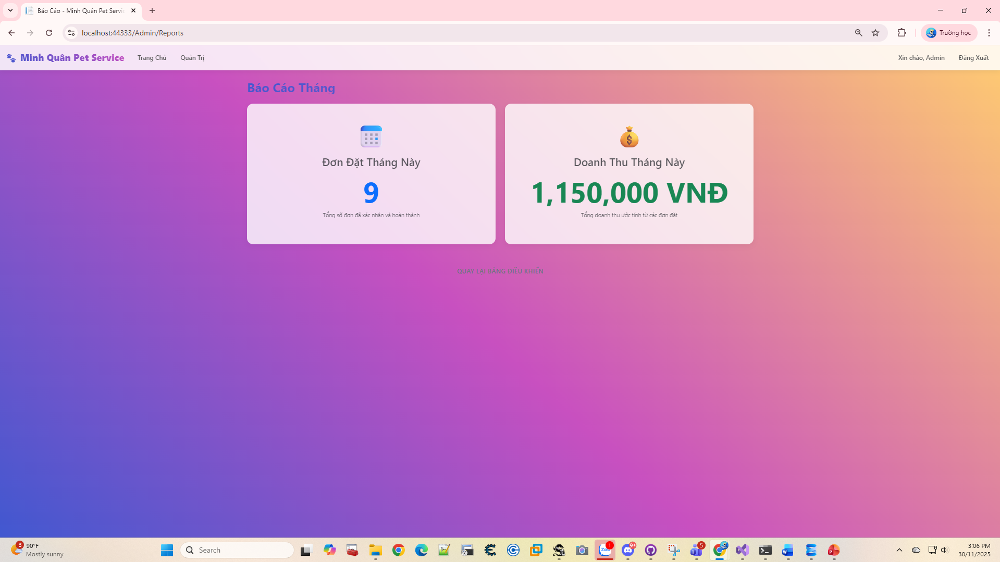 Báo Cáo - Minh Quân Pet Servic
localhost:44333/Admin/Reports
Trường học
Minh Quân Pet Service
Trang Chủ
Quản Trị
Xin chào, Admin
Đăng Xuất
Báo Cáo Tháng
Đơn Đặt Tháng Này
9
Tổng số đơn đã xác nhận và hoàn thành
Doanh Thu Tháng Này
1,150,000 VNĐ
Tổng doanh thu ước tính từ các đơn đặt
QUAY LẠI BẢNG ĐIỀU KHIỂN
3
90°F
Mostly sunny
Search
Zalo
1
9+
5
3:06 PM
30/11/2025